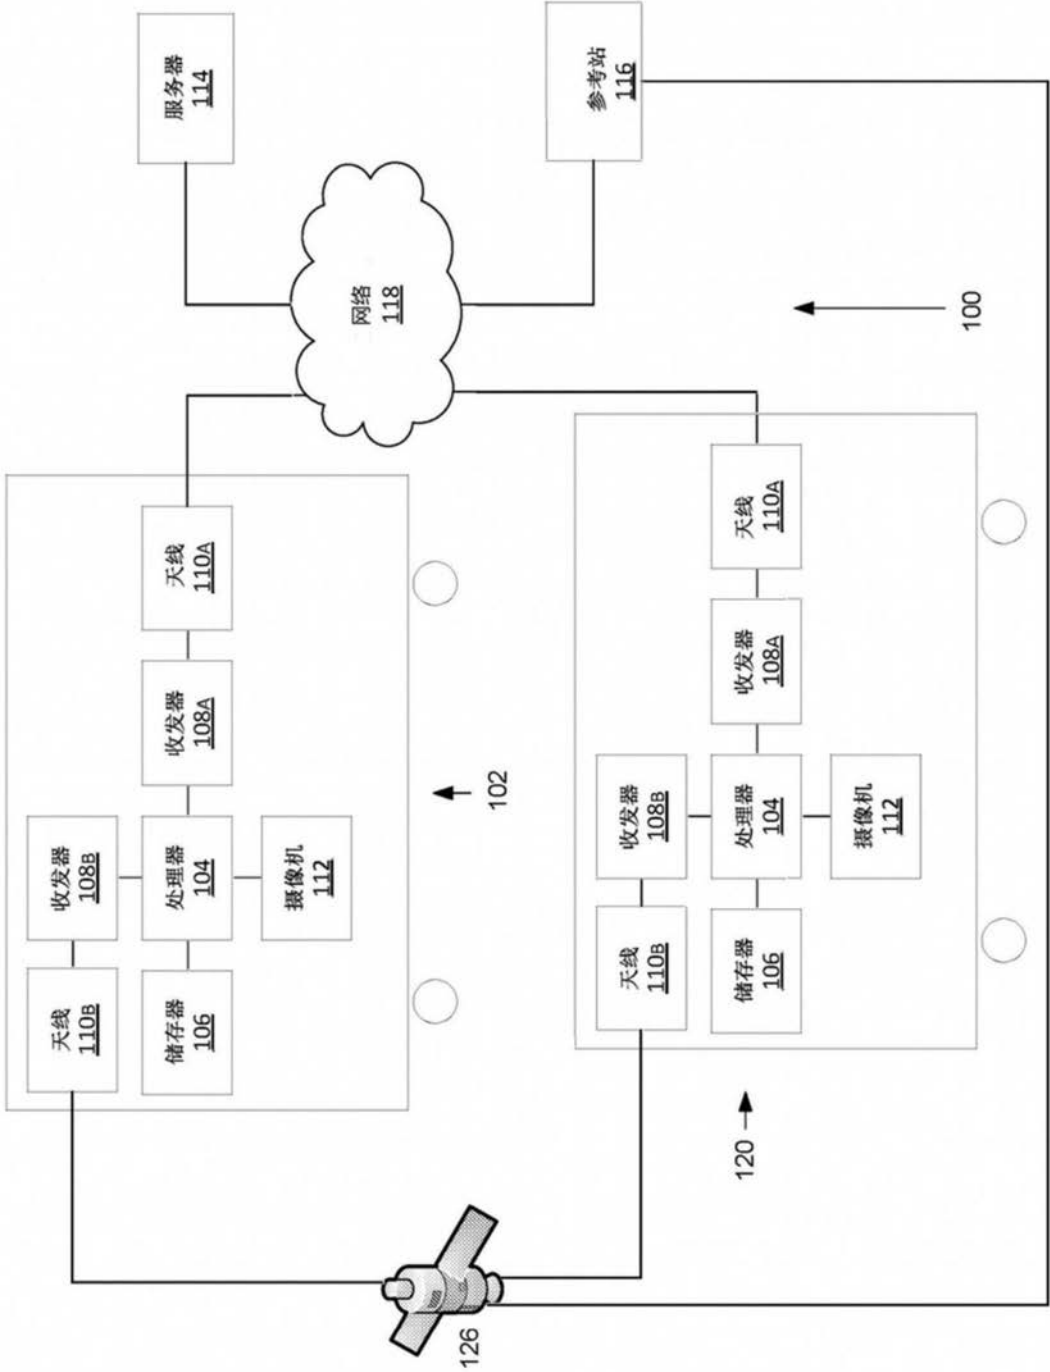 天线
110B
收发器
108B
储存器
106
处理器
104
收发器
108A
天线
110A
服务器
114
摄像机
112
网络
118
126
102
参考站
116
天线
110B
收发器
108B
120
储存器
106
处理器
104
收发器
108A
天线
110A
摄像机
112
100